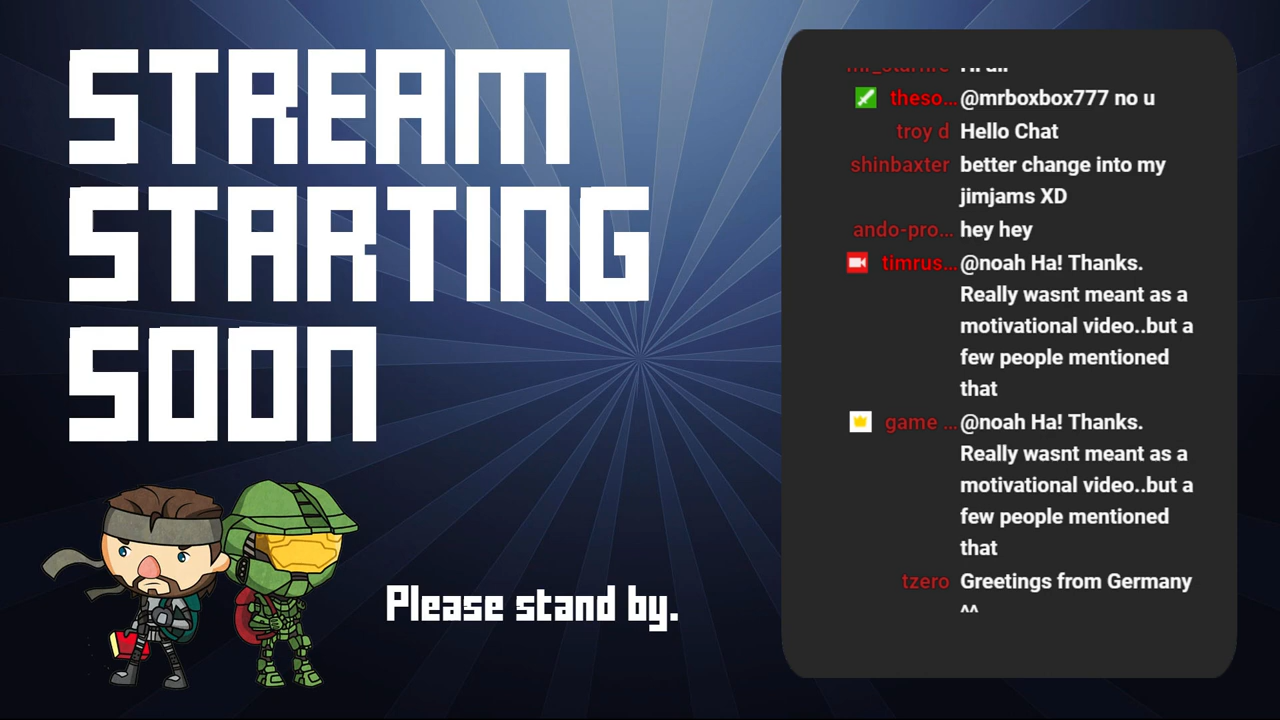 STREAM
STARTING
SOON
Please stand by.
theso... @mrboxbox777 no u
troy d Hello Chat
shinbaxter better change into my
jimjams XD
ando-pro... hey hey
timrus... @noah Ha! Thanks.
Really wasnt meant as a
motivational video..but a
few people mentioned
that
game ... @noah Ha! Thanks.
Really wasnt meant as a
motivational video..but a
few people mentioned
that
tzero Greetings from Germany
^^